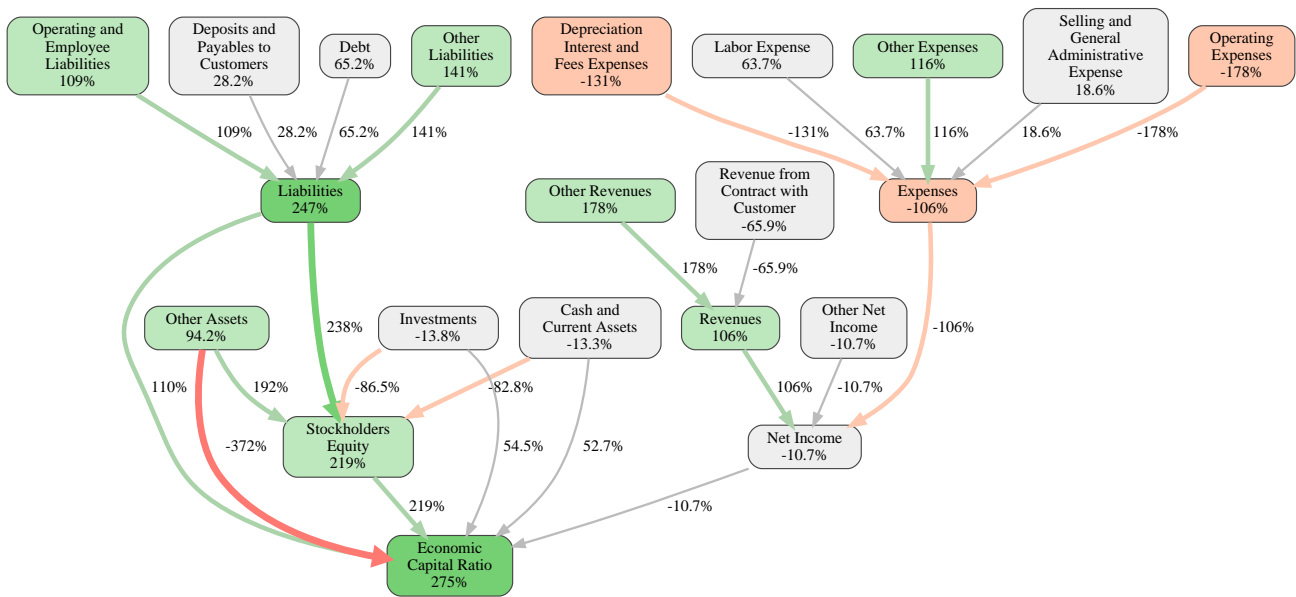 Operating and
Employee
Liabilities
109%
Deposits and
Payables to
Customers
28.2%
Debt
65.2%
Other
Liabilities
141%
Depreciation
Interest and
Fees Expenses
-131%
Labor Expense
63.7%
Other Expenses
116%
Selling and
General
Administrative
Expense
18.6%
Operating
Expenses
-178%
109%
28.2%
65.2%
141%
-131%
63.7%
116%
18.6%
-178%
Liabilities
247%
Other Revenues
178%
Revenue from
Contract with
Customer
-65.9%
Expenses
-106%
178%
-65.9%
Other Assets
94.2%
238%
Investments
-13.8%
Cash and
Current Assets
-13.3%
Revenues
106%
Other Net
Income
-10.7%
-106%
110%
192%
-86.5%
-82.8%
106%
-10.7%
-372%
Stockholders
Equity
219%
54.5%
52.7%
Net Income
-10.7%
219%
-10.7%
Economic
Capital Ratio
275%